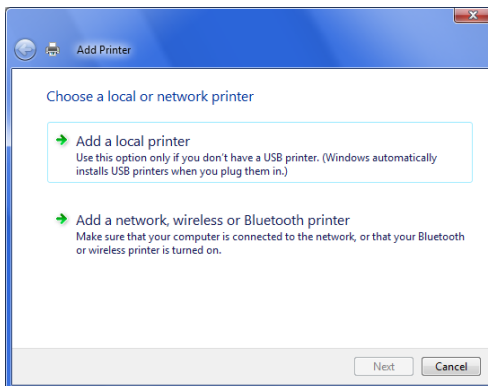 Add Printer
Choose a local or network printer
Add a local printer
Use this option only if you don't have a USB printer. (Windows automatically
installs USB printers when you plug them in.)
Add a network, wireless or Bluetooth printer
Make sure that your computer is connected to the network, or that your Bluetooth
or wireless printer is turned on.
Next
Cancel